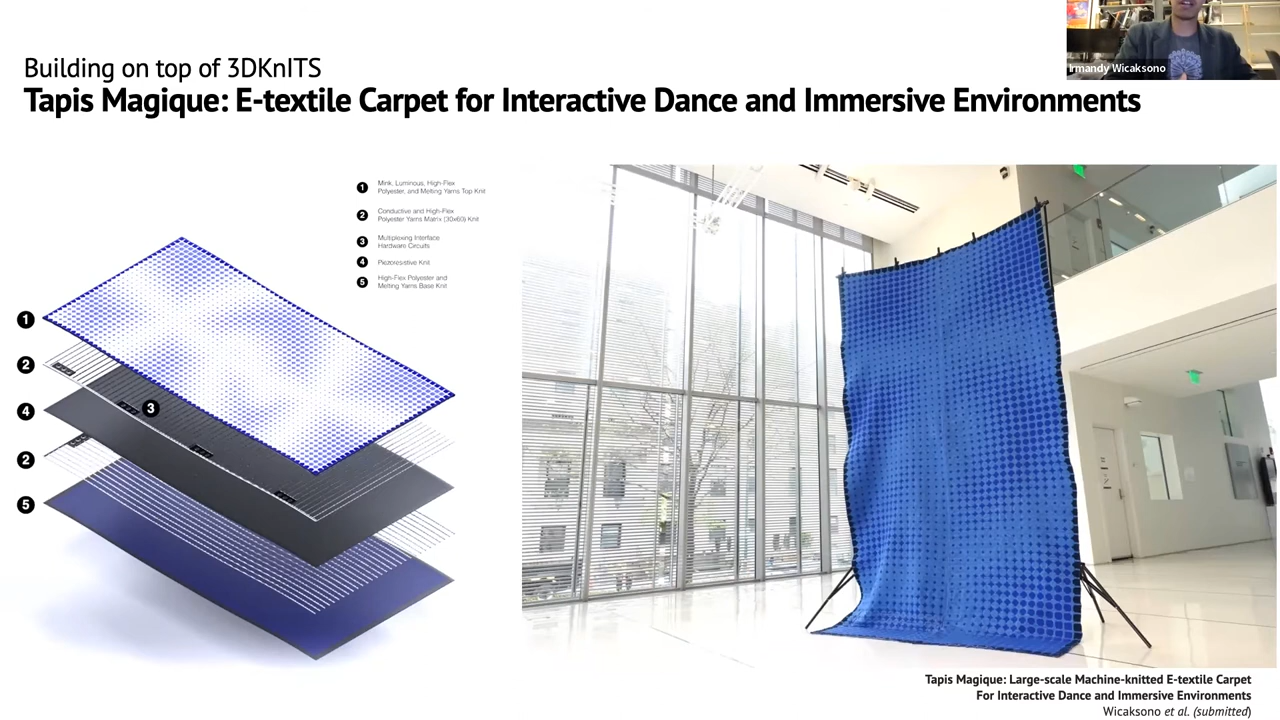 Irmandy Wicaksono
Building on top of 3DKnITS
Tapis Magique: E-textile Carpet for Interactive Dance and Immersive Environments
1 Mink, Luminous, High-Flex
Polyester, and Melting Yarns Top Knit
2 Conductive and High-Flex
Polyester Yarns Matrix (30x60) Knit
3 Multiplexing Interface
Hardware Circuits
4 Piezoresistive Knit
5 High-Flex Polyester and
Melting Yarns Base Knit
1
2
3
4
2
5
Tapis Magique: Large-scale Machine-knitted E-textile Carpet
For Interactive Dance and Immersive Environments
Wicaksono et al. (submitted)